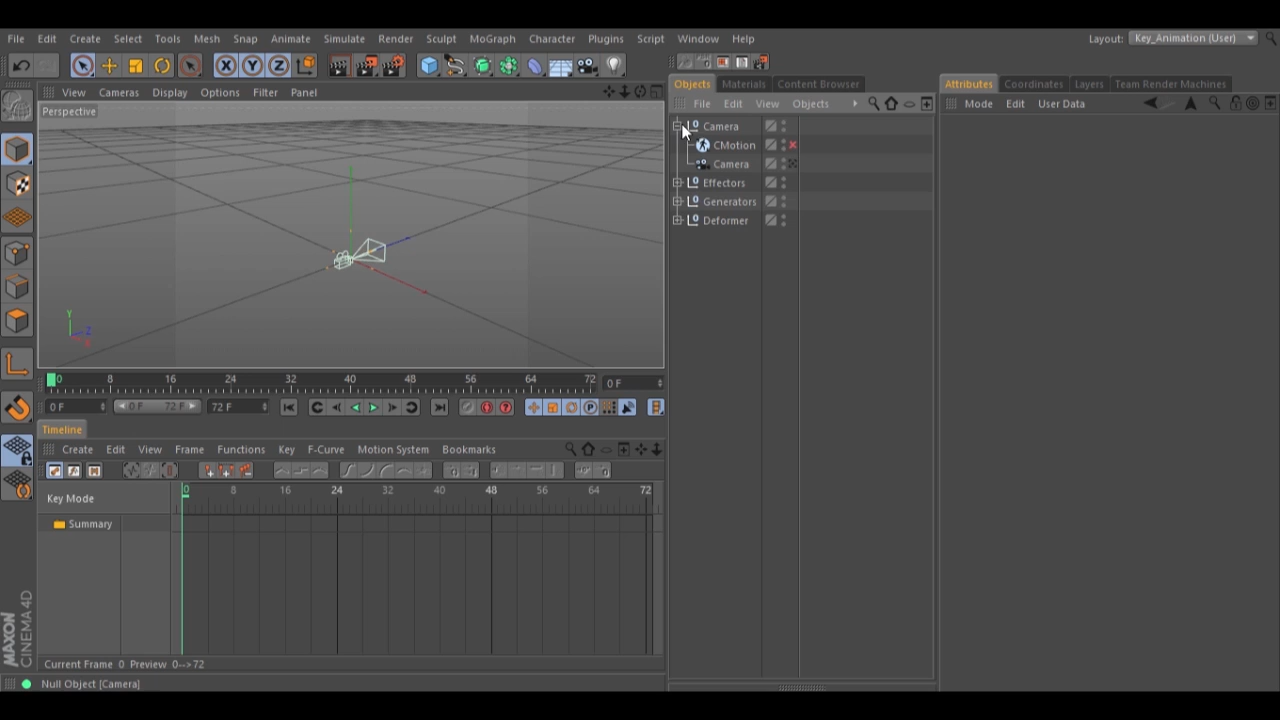 File Edit Create Select Tools Mesh Snap Animate Simulate Render Sculpt MoGraph Character Plugins Script Window Help Layout: Key_Animation (User)
Objects Materials Content Browser Attributes Coordinates Layers Team Render Machines
View Cameras Display Options Filter Panel
File Edit View Objects Mode Edit User Data
Perspective
Camera
CMotion
Camera
Effectors
Generators
Deformer
Y
Z
X
0 8 16 24 32 40 48 56 64 72 0 F
0 F 0 F 72 F 72 F
Timeline
Create Edit View Frame Functions Key F-Curve Motion System Bookmarks
Key Mode 0 8 16 24 32 40 48 56 64 72
Summary
MAXON CINEMA 4D
Current Frame 0 Preview 0-->72
Null Object [Camera]